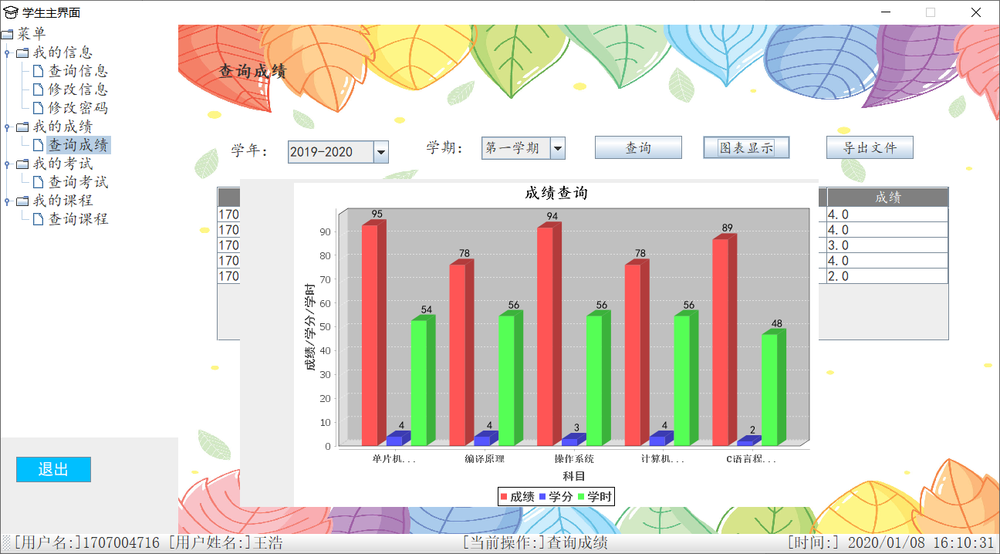 学生主界面
菜单
我的信息
查询信息
修改信息
修改密码
我的成绩
查询成绩
我的考试
查询考试
我的课程
查询课程
退出
查询成绩
学年： 2019-2020 学期： 第一学期 查询 图表显示 导出文件
成绩
170 4.0
170 4.0
170 3.0
170 4.0
170 2.0
成绩查询
成绩/学分/学时
90
80
70
60
50
40
30
20
10
0
95 4 54
78 4 56
94 3 56
78 4 56
89 2 48
单片机... 编译原理 操作系统 计算机... C语言程...
科目
成绩 学分 学时
[用户名:]1707004716 [用户姓名:]王浩 [当前操作:]查询成绩 [时间:] 2020/01/08 16:10:31